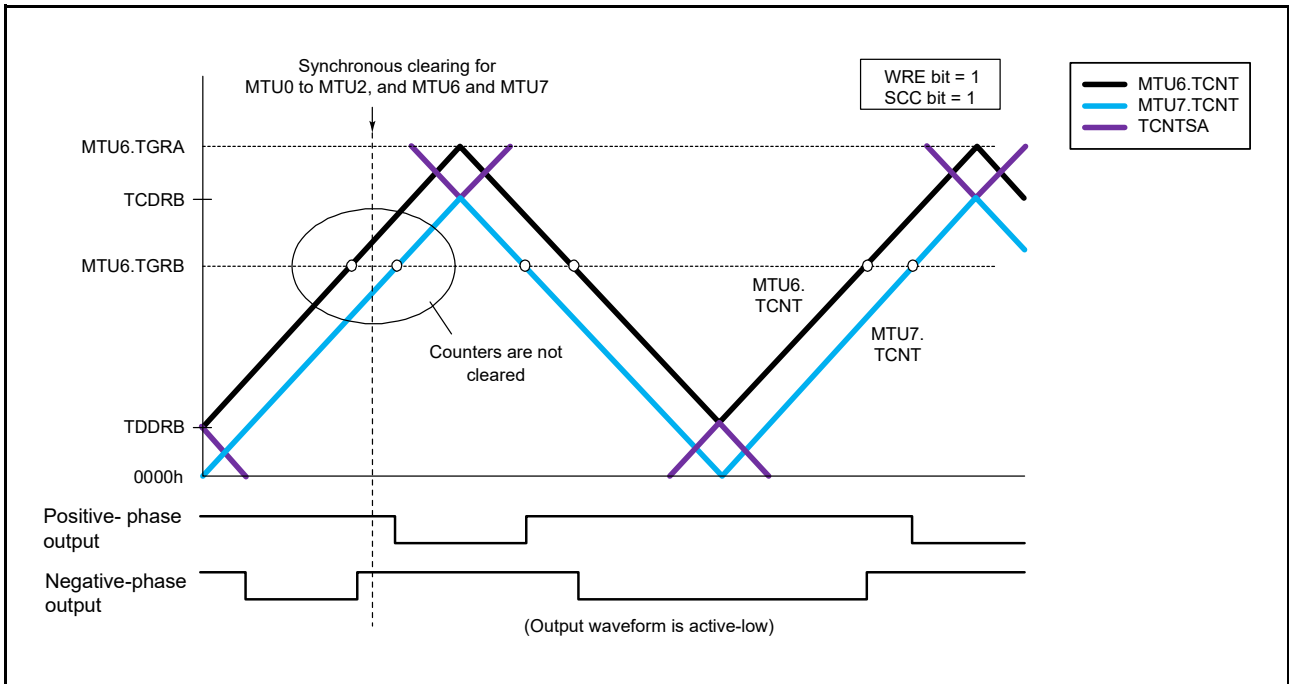 Synchronous clearing for
MTU0 to MTU2, and MTU6 and MTU7
WRE bit = 1
SCC bit = 1
MTU6.TCNT
MTU7.TCNT
TCNTSA
MTU6.TGRA
TCDRB
MTU6.TGRB
TDDRB
0000h
Counters are not
cleared
MTU6.
TCNT
MTU7.
TCNT
Positive- phase
output
Negative-phase
output
(Output waveform is active-low)